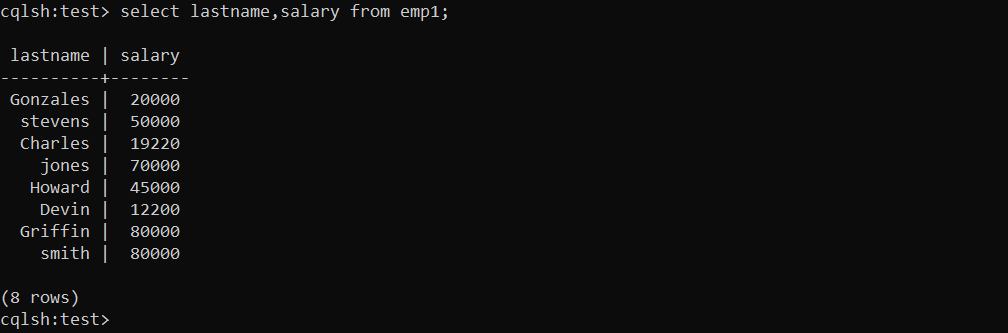 cqlsh:test> select lastname,salary from emp1;
lastname | salary
----------+--------
Gonzales | 20000
stevens | 50000
Charles | 19220
jones | 70000
Howard | 45000
Devin | 12200
Griffin | 80000
smith | 80000
(8 rows)
cqlsh:test>